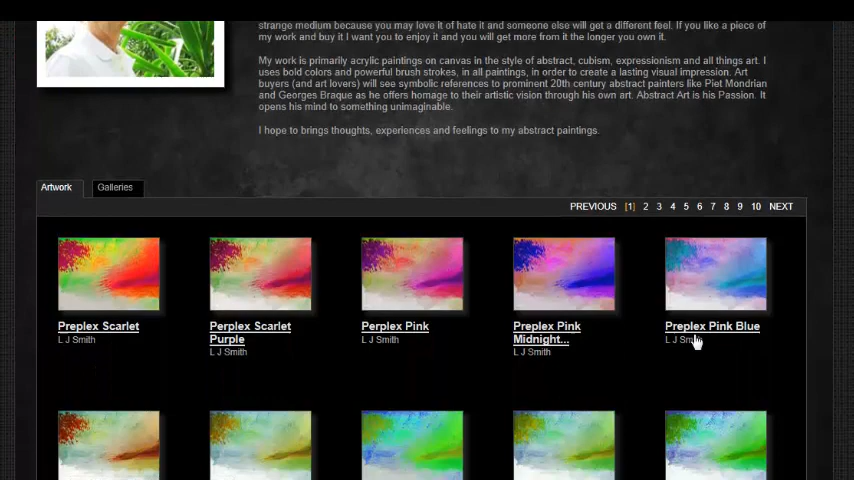 strange medium because you may love it of hate it and someone else will get a different feel. If you like a piece of
my work and buy it I want you to enjoy it and you will get more from it the longer you own it.
My work is primarily acrylic paintings on canvas in the style of abstract, cubism, expressionism and all things art. I
uses bold colors and powerful brush strokes, in all paintings, in order to create a lasting visual impression. Art
buyers (and art lovers) will see symbolic references to prominent 20th century abstract painters like Piet Mondrian
and Georges Braque as he offers homage to their artistic vision through his own art. Abstract Art is his Passion. It
opens his mind to something unimaginable.
I hope to brings thoughts, experiences and feelings to my abstract paintings.
Artwork Galleries
PREVIOUS [1] 2 3 4 5 6 7 8 9 10 NEXT
Preplex Scarlet
L J Smith
Perplex Scarlet
Purple
L J Smith
Perplex Pink
L J Smith
Preplex Pink
Midnight...
L J Smith
Preplex Pink Blue
L J Smith